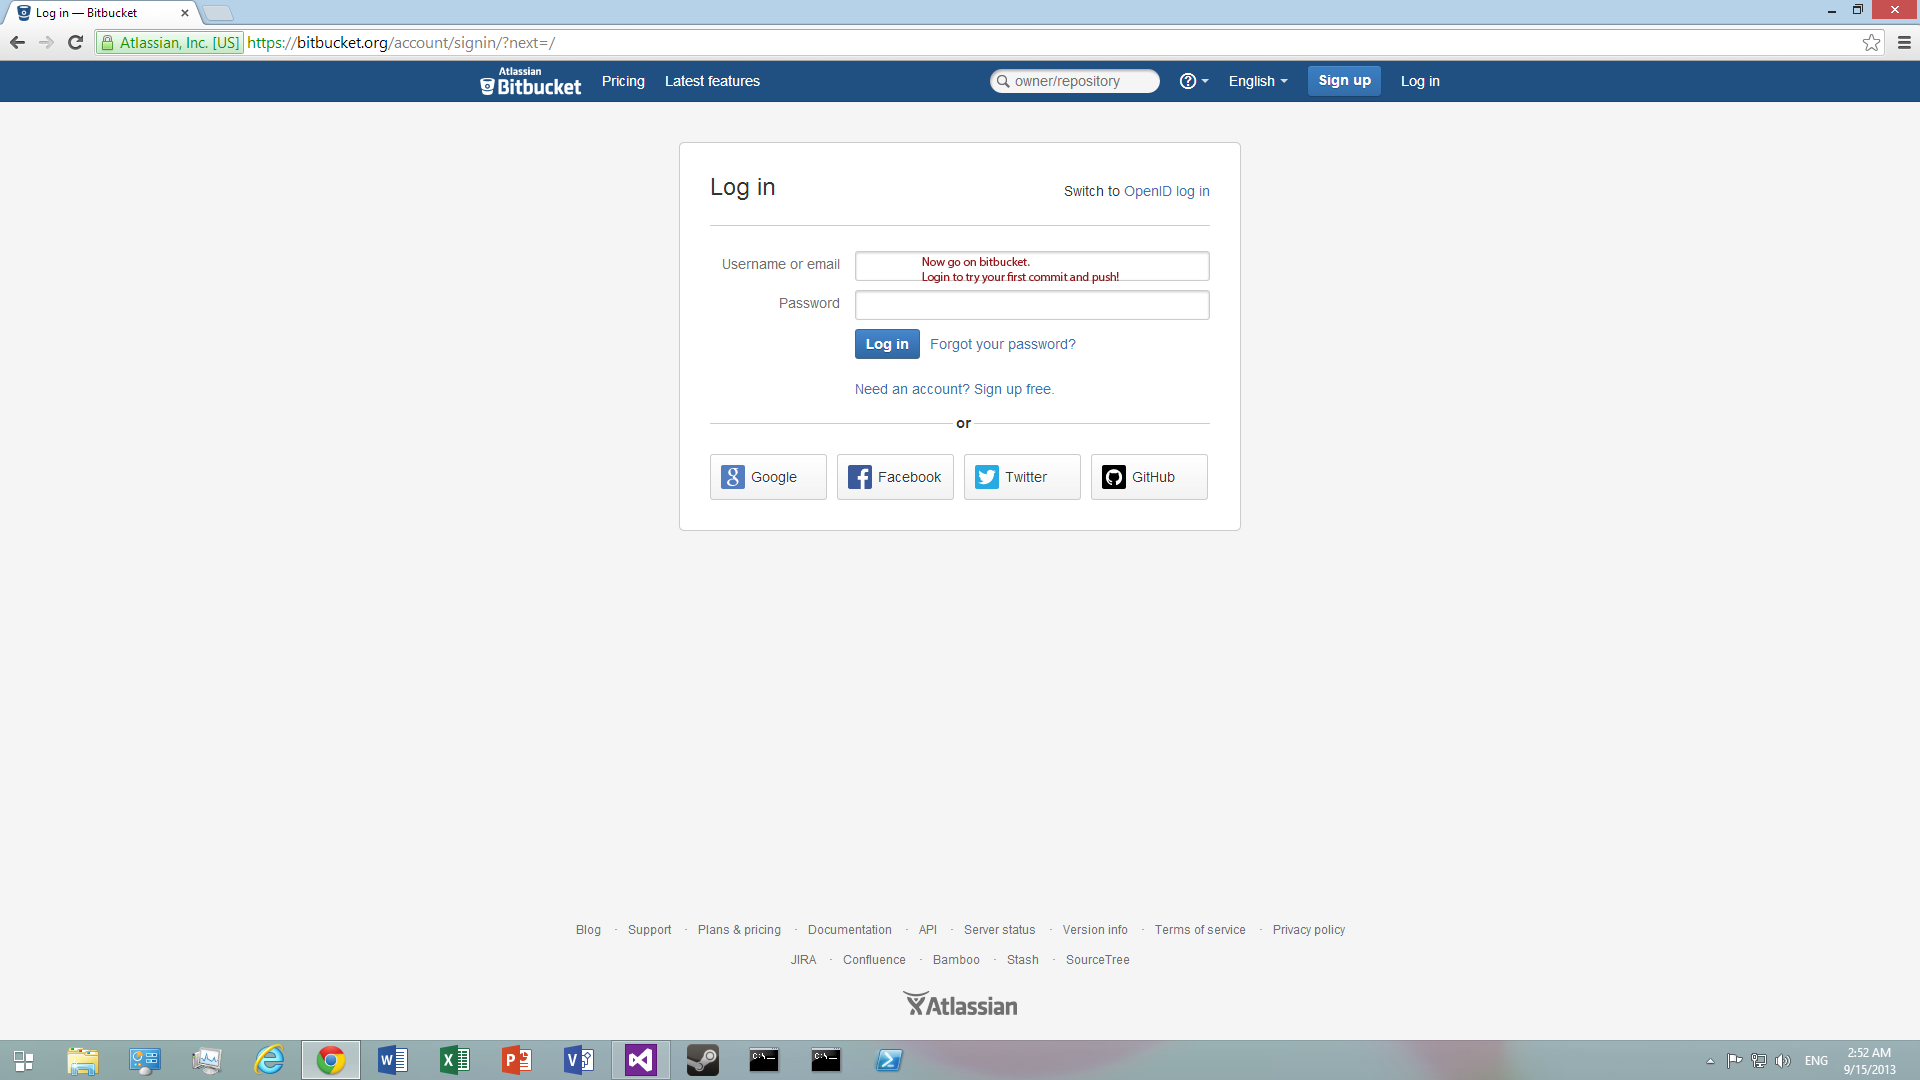 Log in — Bitbucket
Atlassian, Inc. [US] https://bitbucket.org/account/signin/?next=/
Atlassian
Bitbucket
Pricing
Latest features
owner/repository
English
Sign up
Log in
Log in
Switch to OpenID log in
Username or email
Now go on bitbucket.
Login to try your first commit and push!
Password
Log in
Forgot your password?
Need an account? Sign up free.
or
Google
Facebook
Twitter
GitHub
Blog · Support · Plans & pricing · Documentation · API · Server status · Version info · Terms of service · Privacy policy
JIRA · Confluence · Bamboo · Stash · SourceTree
Atlassian
ENG
2:52 AM
9/15/2013